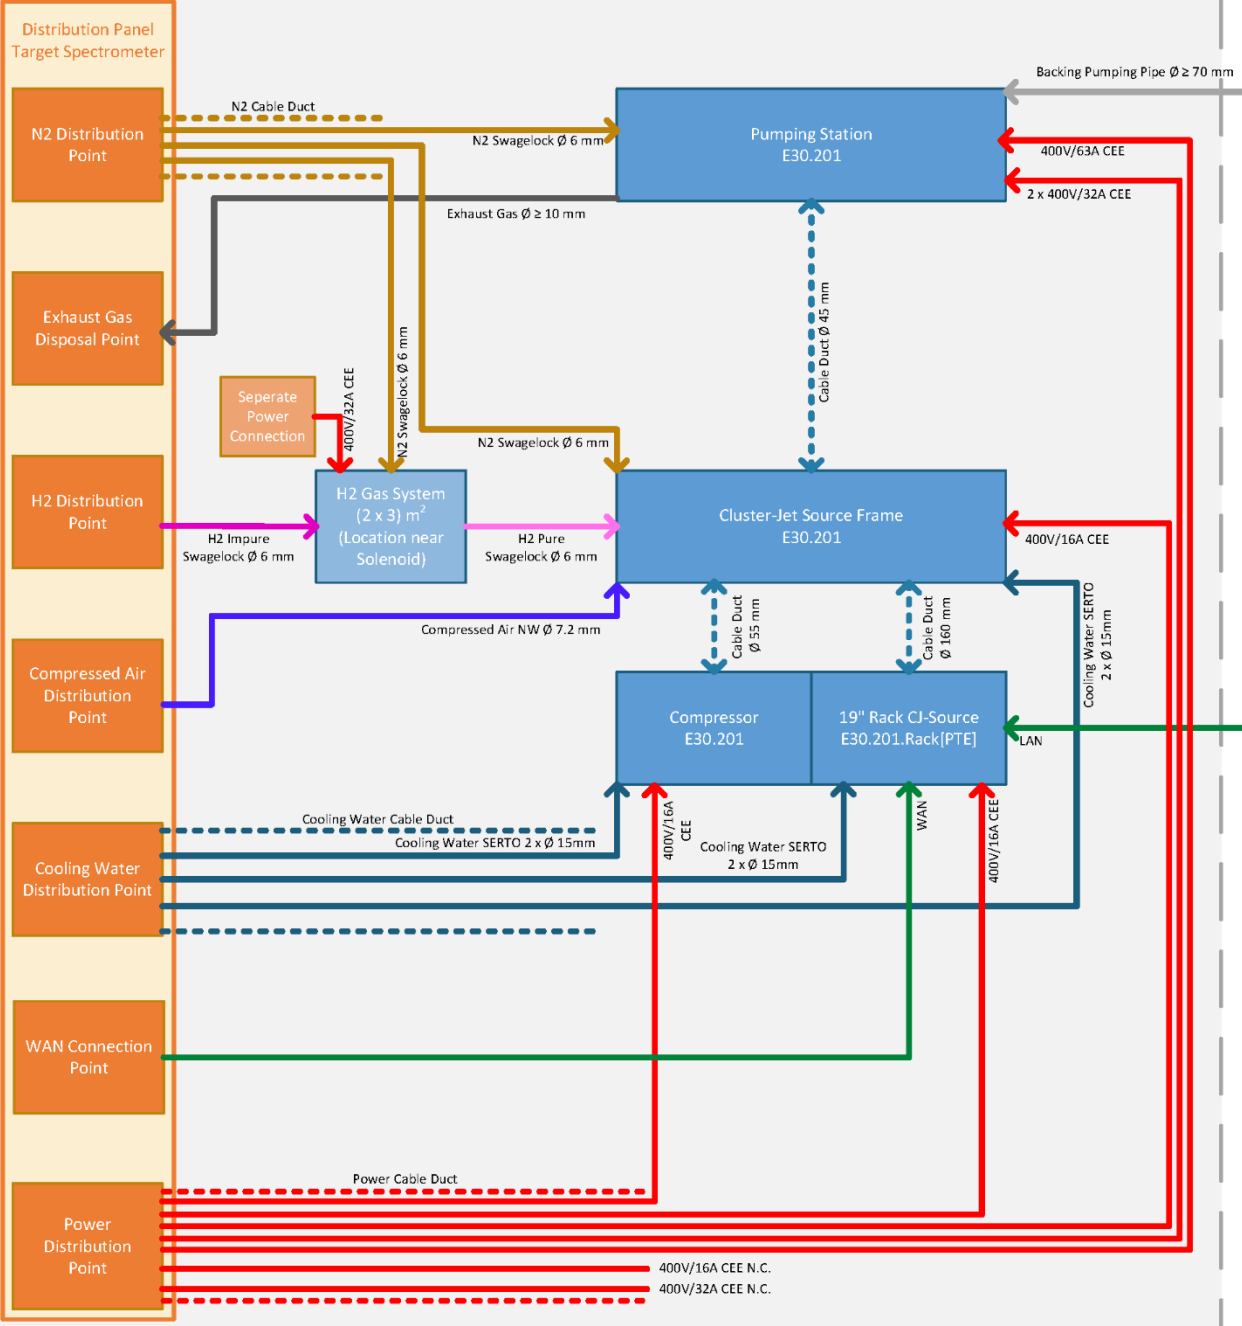 Distribution Panel
Target Spectrometer
N2 Distribution
Point
Exhaust Gas
Disposal Point
H2 Distribution
Point
Compressed Air
Distribution
Point
Cooling Water
Distribution Point
WAN Connection
Point
Power
Distribution
Point
N2 Cable Duct
N2 Swagelock Ø 6 mm
Exhaust Gas Ø ≥ 10 mm
Pumping Station
E30.201
Backing Pumping Pipe Ø ≥ 70 mm
400V/63A CEE
2 x 400V/32A CEE
Cable Duct Ø 45 mm
Seperate
Power
Connection
400V/32A CEE
N2 Swagelock Ø 6 mm
N2 Swagelock Ø 6 mm
H2 Gas System
(2 x 3) m²
(Location near
Solenoid)
H2 Impure
Swagelock Ø 6 mm
H2 Pure
Swagelock Ø 6 mm
Cluster-Jet Source Frame
E30.201
400V/16A CEE
Compressed Air NW Ø 7.2 mm
Cable Duct
Ø 55 mm
Cable Duct
Ø 160 mm
Cooling Water SERTO
2 x Ø 15mm
Compressor
E30.201
19" Rack CJ-Source
E30.201.Rack[PTE]
LAN
Cooling Water Cable Duct
Cooling Water SERTO 2 x Ø 15mm
400V/16A
CEE
Cooling Water SERTO
2 x Ø 15mm
WAN
400V/16A CEE
Power Cable Duct
400V/16A CEE N.C.
400V/32A CEE N.C.